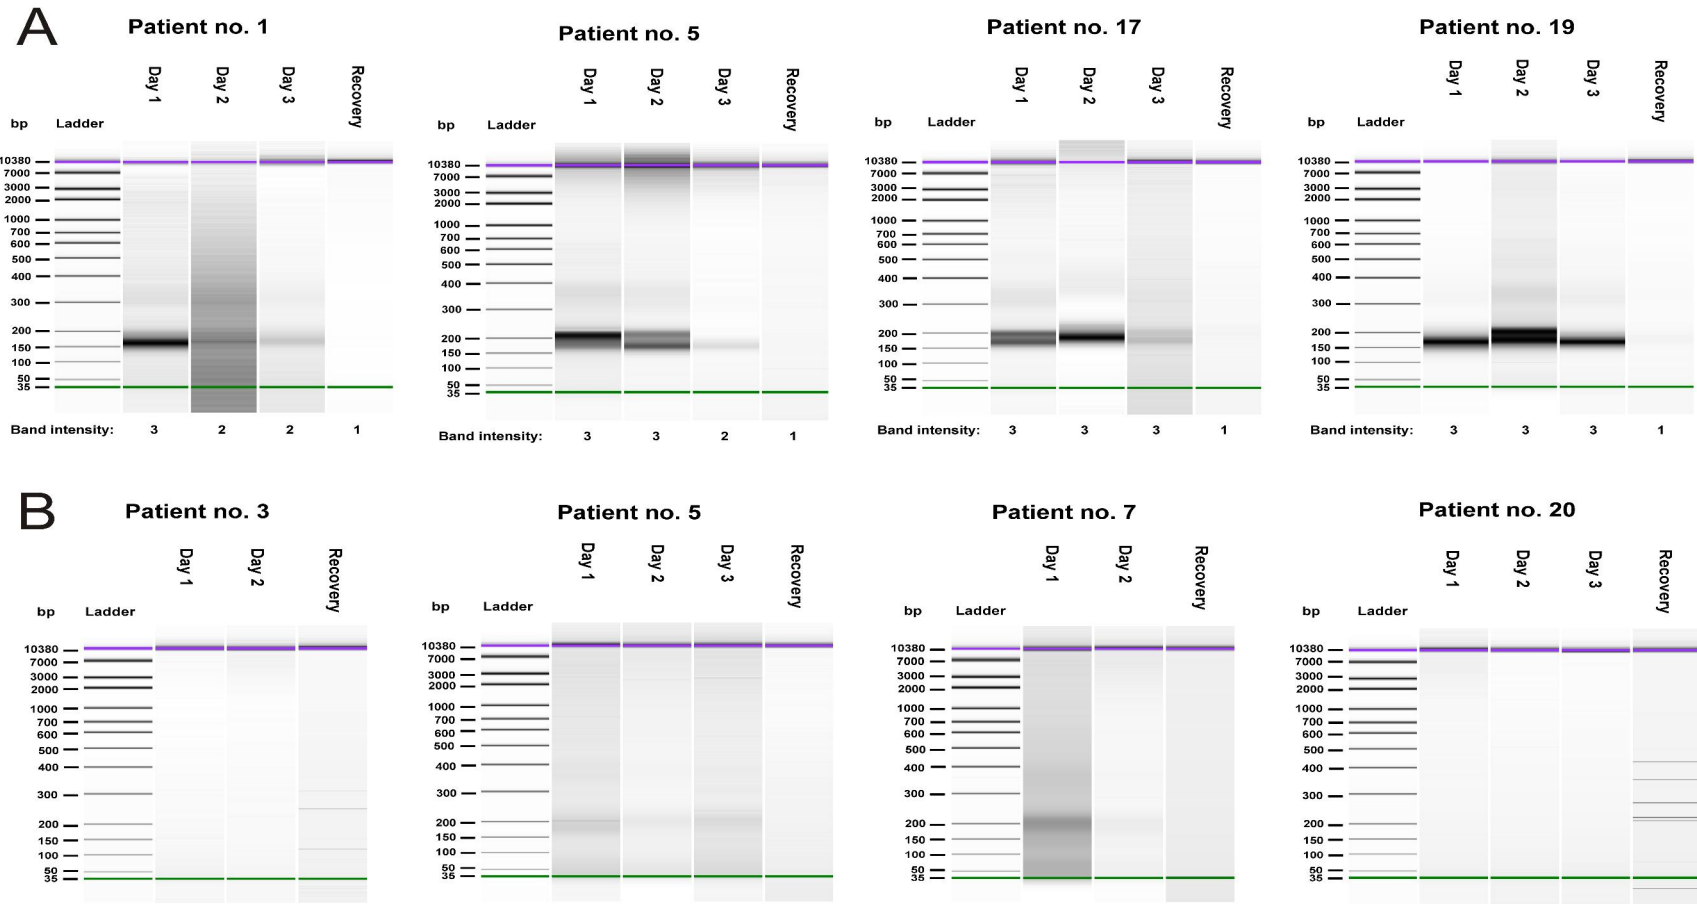 A
Patient no. 1
Day 1
Day 2
Day 3
Recovery
bp
Ladder
10380
7000
3000
2000
1000
700
600
500
400
300
200
150
100
50
35
Band intensity: 3 2 2 1
Patient no. 5
Day 1
Day 2
Day 3
Recovery
bp
Ladder
10380
7000
3000
2000
1000
700
600
500
400
300
200
150
100
50
35
Band intensity: 3 3 2 1
Patient no. 17
Day 1
Day 2
Day 3
Recovery
bp
Ladder
10380
7000
3000
2000
1000
700
600
500
400
300
200
150
100
50
35
Band intensity: 3 3 3 1
Patient no. 19
Day 1
Day 2
Day 3
Recovery
bp
Ladder
10380
7000
3000
2000
1000
700
600
500
400
300
200
150
100
50
35
Band intensity: 3 3 3 1
B
Patient no. 3
Day 1
Day 2
Recovery
bp
Ladder
10380
7000
3000
2000
1000
700
600
500
400
300
200
150
100
50
35
Patient no. 5
Day 1
Day 2
Day 3
Recovery
bp
Ladder
10380
7000
3000
2000
1000
700
600
500
400
300
200
150
100
50
35
Patient no. 7
Day 1
Day 2
Recovery
bp
Ladder
10380
7000
3000
2000
1000
700
600
500
400
300
200
150
100
50
35
Patient no. 20
Day 1
Day 2
Day 3
Recovery
bp
Ladder
10380
7000
3000
2000
1000
700
600
500
400
300
200
150
100
50
35